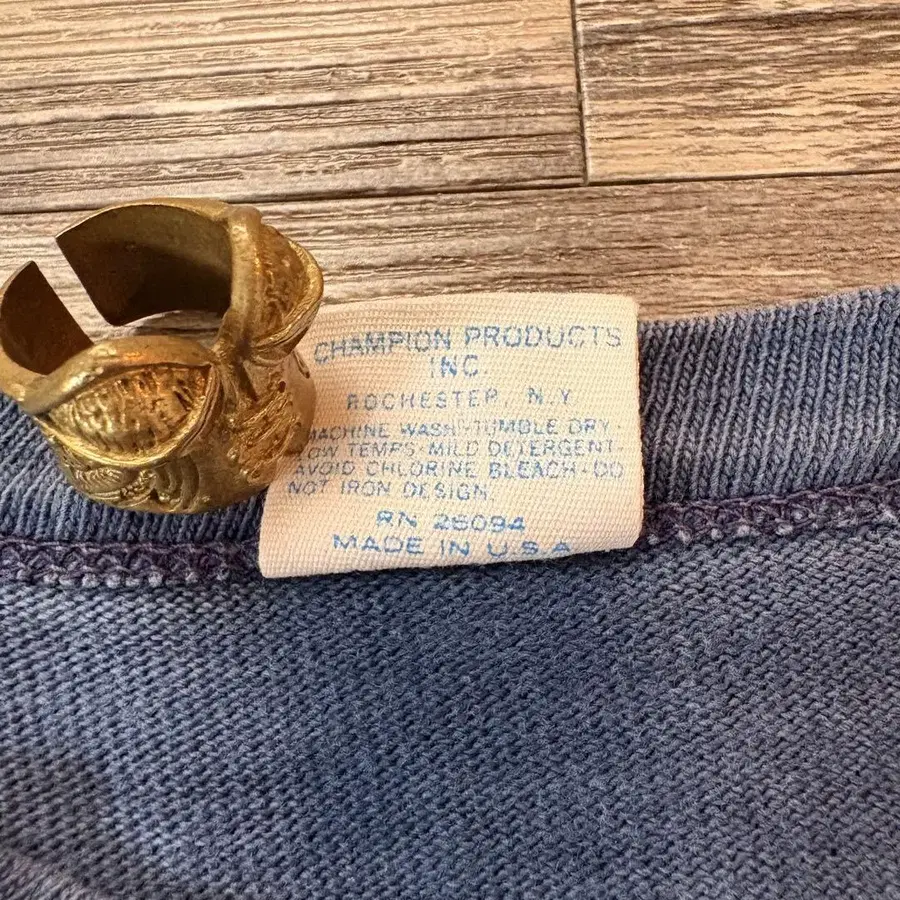 CHAMPION PRODUCTS
INC
ROCHESTER, N.Y
MACHINE WASH-TUMBLE DRY-
LOW TEMPS-MILD DETERGENT
AVOID CHLORINE BLEACH-DO
NOT IRON DESIGN.
RN 26094
MADE IN U.S.A